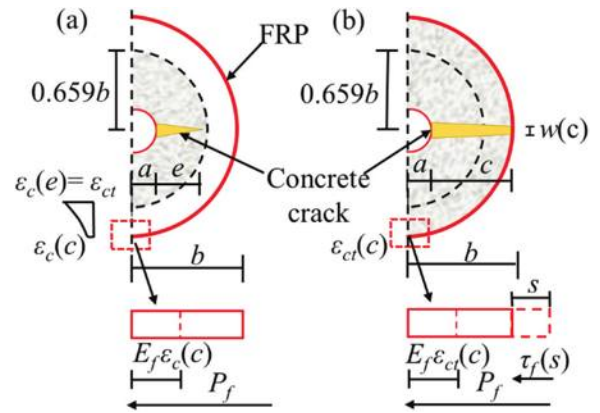 (a)
FRP
0.659b
a
e
εc(e)= εct
εc(c)
b
Efεc(c)
Pf
Concrete
crack
(b)
0.659b
w(c)
a
c
εct(c)
b
s
Efεct(c)
τf(s)
Pf